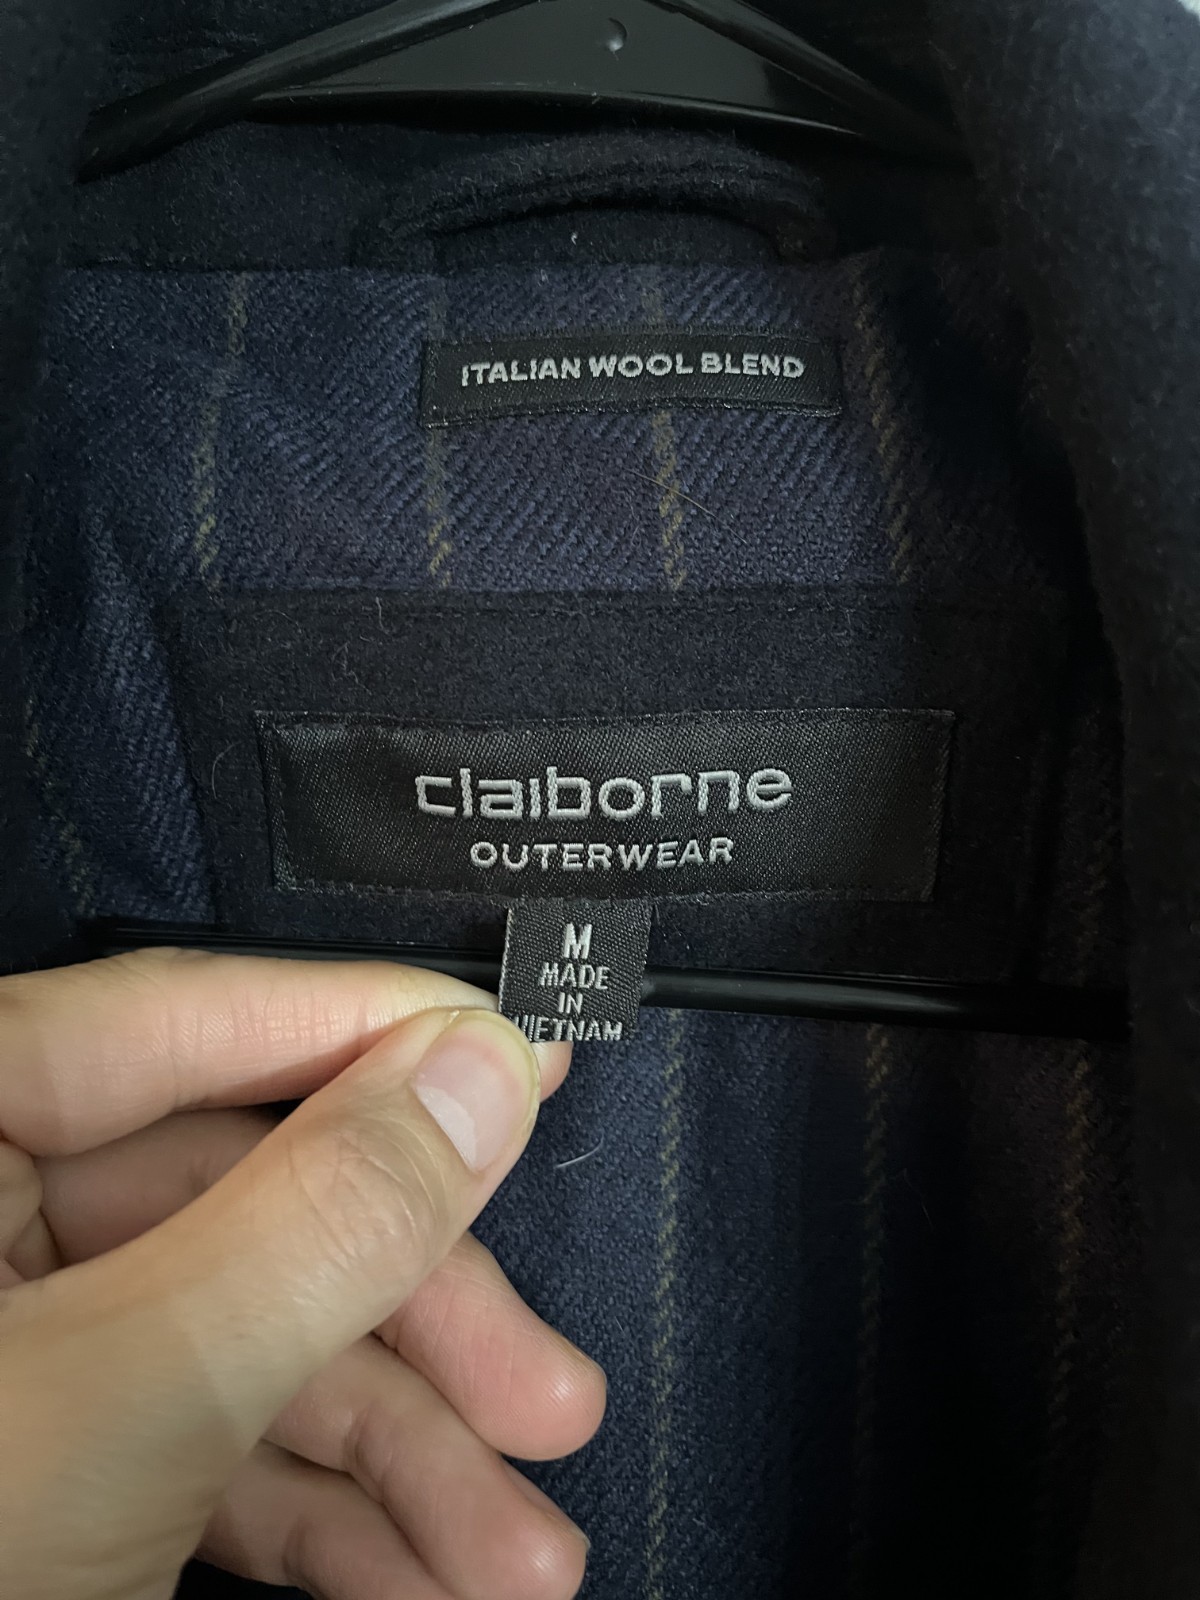 ITALIAN WOOL BLEND
claiborne
OUTERWEAR
M
MADE
IN
VIETNAM